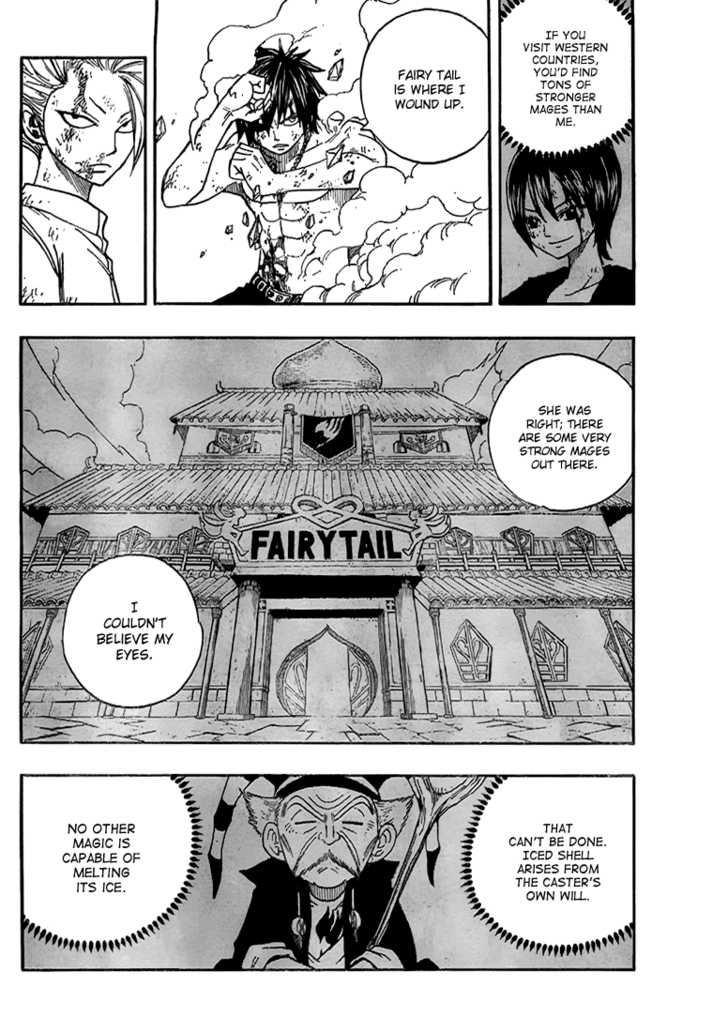 IF YOU
VISIT WESTERN
COUNTRIES,
YOU'D FIND
TONS OF
STRONGER
MAGES THAN
ME.
FAIRY TAIL
IS WHERE I
WOUND UP.
SHE WAS
RIGHT; THERE
ARE SOME VERY
STRONG MAGES
OUT THERE.
FAIRYTAIL
I
COULDN'T
BELIEVE MY
EYES.
THAT
CAN'T BE DONE.
ICED SHELL
ARISES FROM
THE CASTER'S
OWN WILL.
NO OTHER
MAGIC IS
CAPABLE OF
MELTING
ITS ICE.